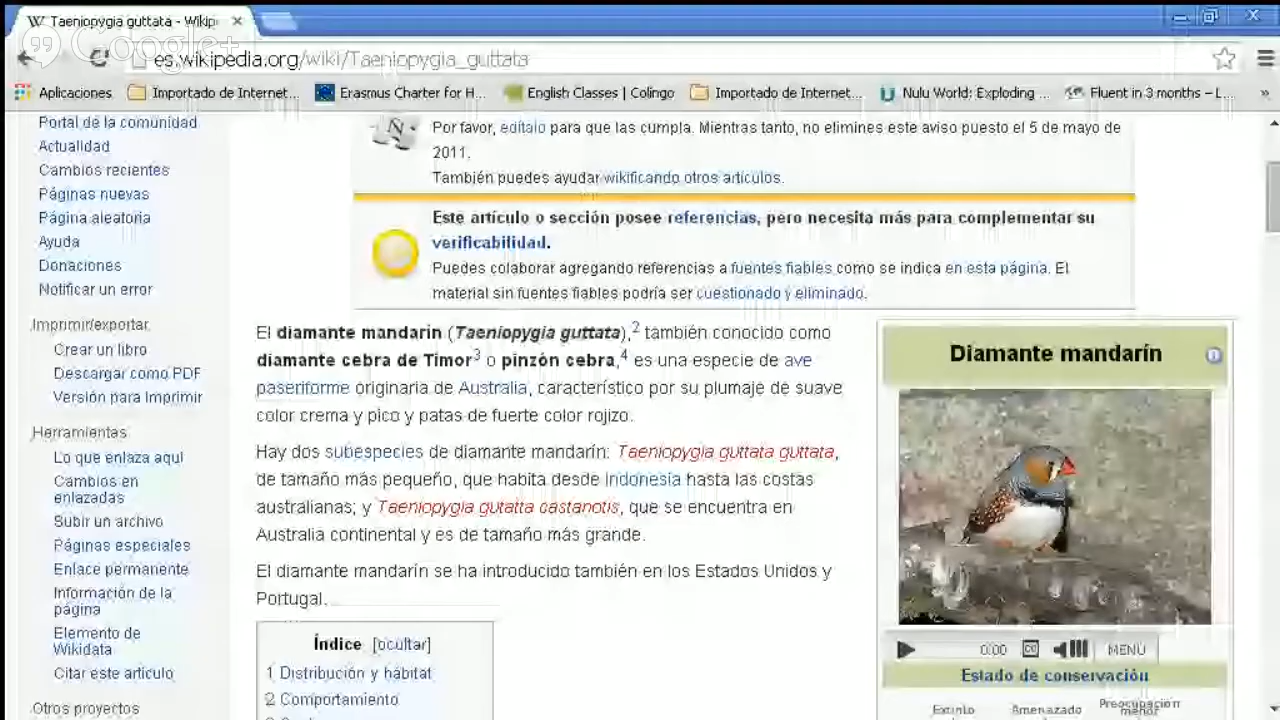 Taeniopygia guttata - Wikip
Google+
es.wikipedia.org/wiki/Taeniopygia_guttata
Aplicaciones
Importado de Internet...
Erasmus Charter for H...
English Classes | Colingo
Importado de Internet...
Nulu World: Exploding ...
Fluent in 3 months – L...
»
Portal de la comunidad
Actualidad
Cambios recientes
Páginas nuevas
Página aleatoria
Ayuda
Donaciones
Notificar un error
Imprimir/exportar
Crear un libro
Descargar como PDF
Versión para imprimir
Herramientas
Lo que enlaza aquí
Cambios en
enlazadas
Subir un archivo
Páginas especiales
Enlace permanente
Información de la
página
Elemento de
Wikidata
Citar este artículo
Otros proyectos
Por favor, edítalo para que las cumpla. Mientras tanto, no elimines este aviso puesto el 5 de mayo de
2011.
También puedes ayudar wikificando otros artículos.
Este artículo o sección posee referencias, pero necesita más para complementar su
verificabilidad.
Puedes colaborar agregando referencias a fuentes fiables como se indica en esta página. El
material sin fuentes fiables podría ser cuestionado y eliminado.
El diamante mandarín (Taeniopygia guttata),2 también conocido como
diamante cebra de Timor3 o pinzón cebra,4 es una especie de ave
paseriforme originaria de Australia, característico por su plumaje de suave
color crema y pico y patas de fuerte color rojizo.
Hay dos subespecies de diamante mandarín: Taeniopygia guttata guttata,
de tamaño más pequeño, que habita desde Indonesia hasta las costas
australianas; y Taeniopygia gutatta castanotis, que se encuentra en
Australia continental y es de tamaño más grande.
El diamante mandarín se ha introducido también en los Estados Unidos y
Portugal.
Índice [ocultar]
1 Distribución y hábitat
2 Comportamiento
Diamante mandarín
0:00
MENÚ
Estado de conservación
Extinto
Amenazado
Preocupación
menor